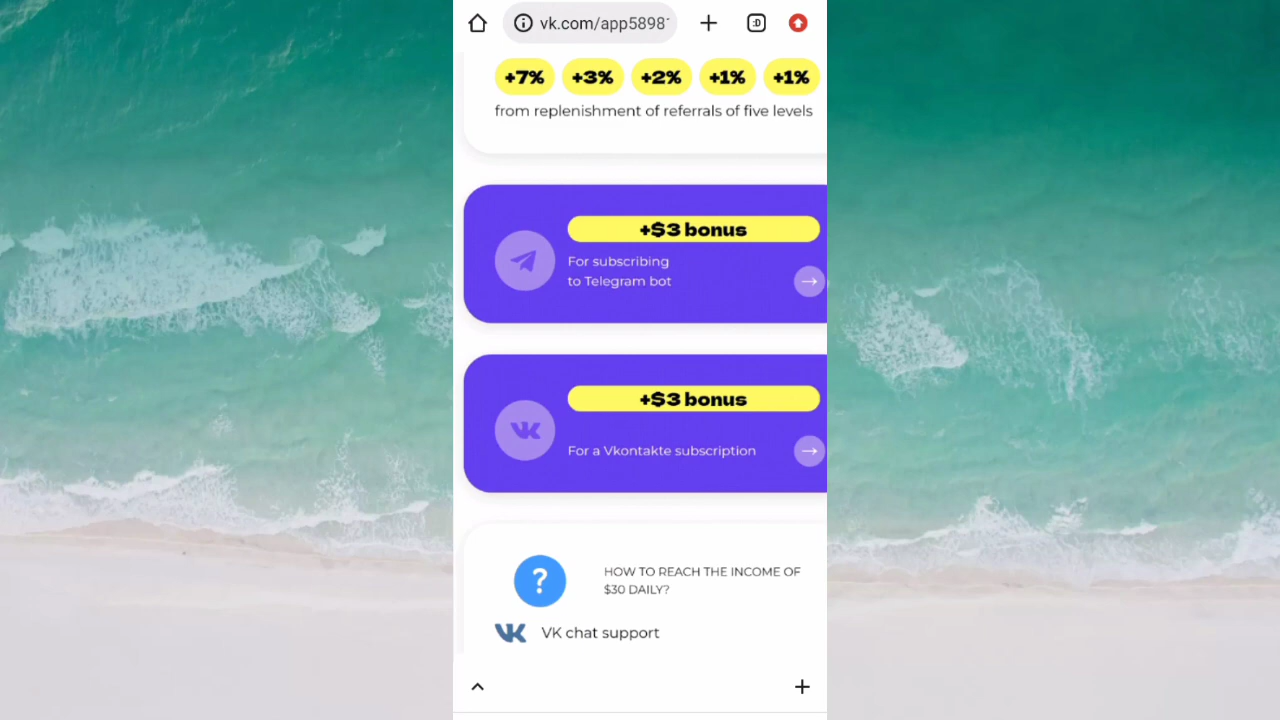 vk.com/app5898
:D
+7% +3% +2% +1% +1%
from replenishment of referrals of five levels
+$3 bonus
For subscribing
to Telegram bot
+$3 bonus
For a Vkontakte subscription
HOW TO REACH THE INCOME OF
$30 DAILY?
VK chat support